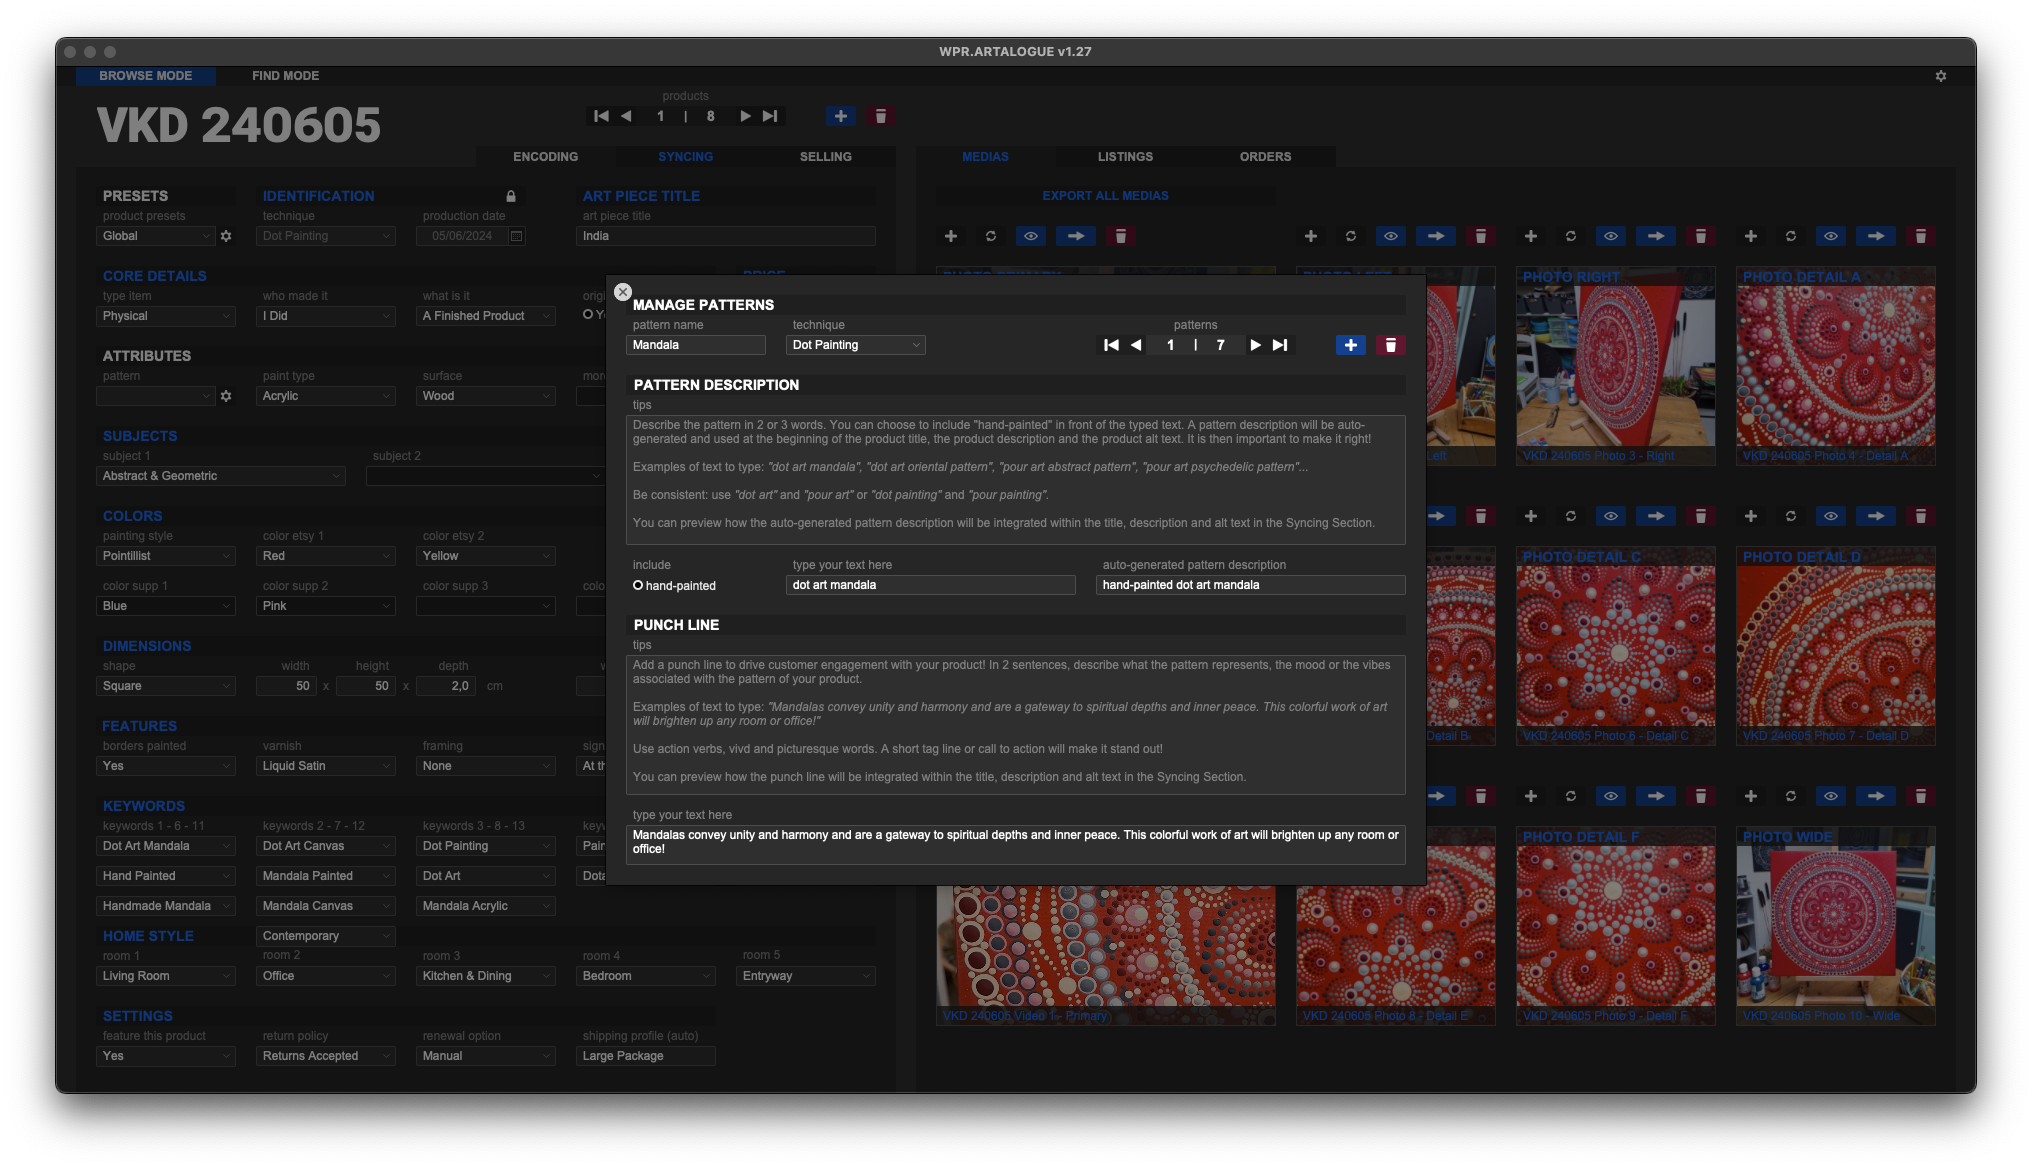 WPR.ARTALOGUE v1.27
BROWSE MODE
FIND MODE
VKD 240605
products
1 | 8
ENCODING
SYNCING
SELLING
MEDIAS
LISTINGS
ORDERS
PRESETS
IDENTIFICATION
ART PIECE TITLE
product presets
technique
production date
art piece title
Global
Dot Painting
05/06/2024
India
EXPORT ALL MEDIAS
CORE DETAILS
PRICE
type item
who made it
what is it
origi
Physical
I Did
A Finished Product
Y
ATTRIBUTES
pattern
paint type
surface
more
Acrylic
Wood
SUBJECTS
subject 1
subject 2
Abstract & Geometric
COLORS
painting style
color etsy 1
color etsy 2
Pointillist
Red
Yellow
color supp 1
color supp 2
color supp 3
colo
Blue
Pink
DIMENSIONS
shape
width
height
depth
w
Square
50 x 50 x 2,0 cm
FEATURES
borders painted
varnish
framing
sign
Yes
Liquid Satin
None
At th
KEYWORDS
keywords 1 - 6 - 11
keywords 2 - 7 - 12
keywords 3 - 8 - 13
keyw
Dot Art Mandala
Dot Art Canvas
Dot Painting
Pain
Hand Painted
Mandala Painted
Dot Art
Dota
Handmade Mandala
Mandala Canvas
Mandala Acrylic
HOME STYLE
Contemporary
room 1
room 2
room 3
room 4
room 5
Living Room
Office
Kitchen & Dining
Bedroom
Entryway
SETTINGS
feature this product
return policy
renewal option
shipping profile (auto)
Yes
Returns Accepted
Manual
Large Package
MANAGE PATTERNS
pattern name
technique
patterns
Mandala
Dot Painting
1 | 7
PATTERN DESCRIPTION
tips
Describe the pattern in 2 or 3 words. You can choose to include "hand-painted" in front of the typed text. A pattern description will be auto-
generated and used at the beginning of the product title, the product description and the product alt text. It is then important to make it right!
Examples of text to type: "dot art mandala", "dot art oriental pattern", "pour art abstract pattern", "pour art psychedelic pattern"...
Be consistent: use "dot art" and "pour art" or "dot painting" and "pour painting".
You can preview how the auto-generated pattern description will be integrated within the title, description and alt text in the Syncing Section.
include
type your text here
auto-generated pattern description
hand-painted
dot art mandala
hand-painted dot art mandala
PUNCH LINE
tips
Add a punch line to drive customer engagement with your product! In 2 sentences, describe what the pattern represents, the mood or the vibes
associated with the pattern of your product.
Examples of text to type: "Mandalas convey unity and harmony and are a gateway to spiritual depths and inner peace. This colorful work of art
will brighten up any room or office!"
Use action verbs, vivd and picturesque words. A short tag line or call to action will make it stand out!
You can preview how the punch line will be integrated within the title, description and alt text in the Syncing Section.
type your text here
Mandalas convey unity and harmony and are a gateway to spiritual depths and inner peace. This colorful work of art will brighten up any room or
office!
PHOTO PRIMARY
PHOTO LEFT
PHOTO RIGHT
PHOTO DETAIL A
Left
VKD 240605 Photo 3 - Right
VKD 240605 Photo 4 - Detail A
PHOTO DETAIL C
PHOTO DETAIL D
Detail B
VKD 240605 Photo 6 - Detail C
VKD 240605 Photo 7 - Detail D
PHOTO DETAIL F
PHOTO WIDE
VKD 240605 Video 1 - Primary
VKD 240605 Photo 8 - Detail E
VKD 240605 Photo 9 - Detail F
VKD 240605 Photo 10 - Wide